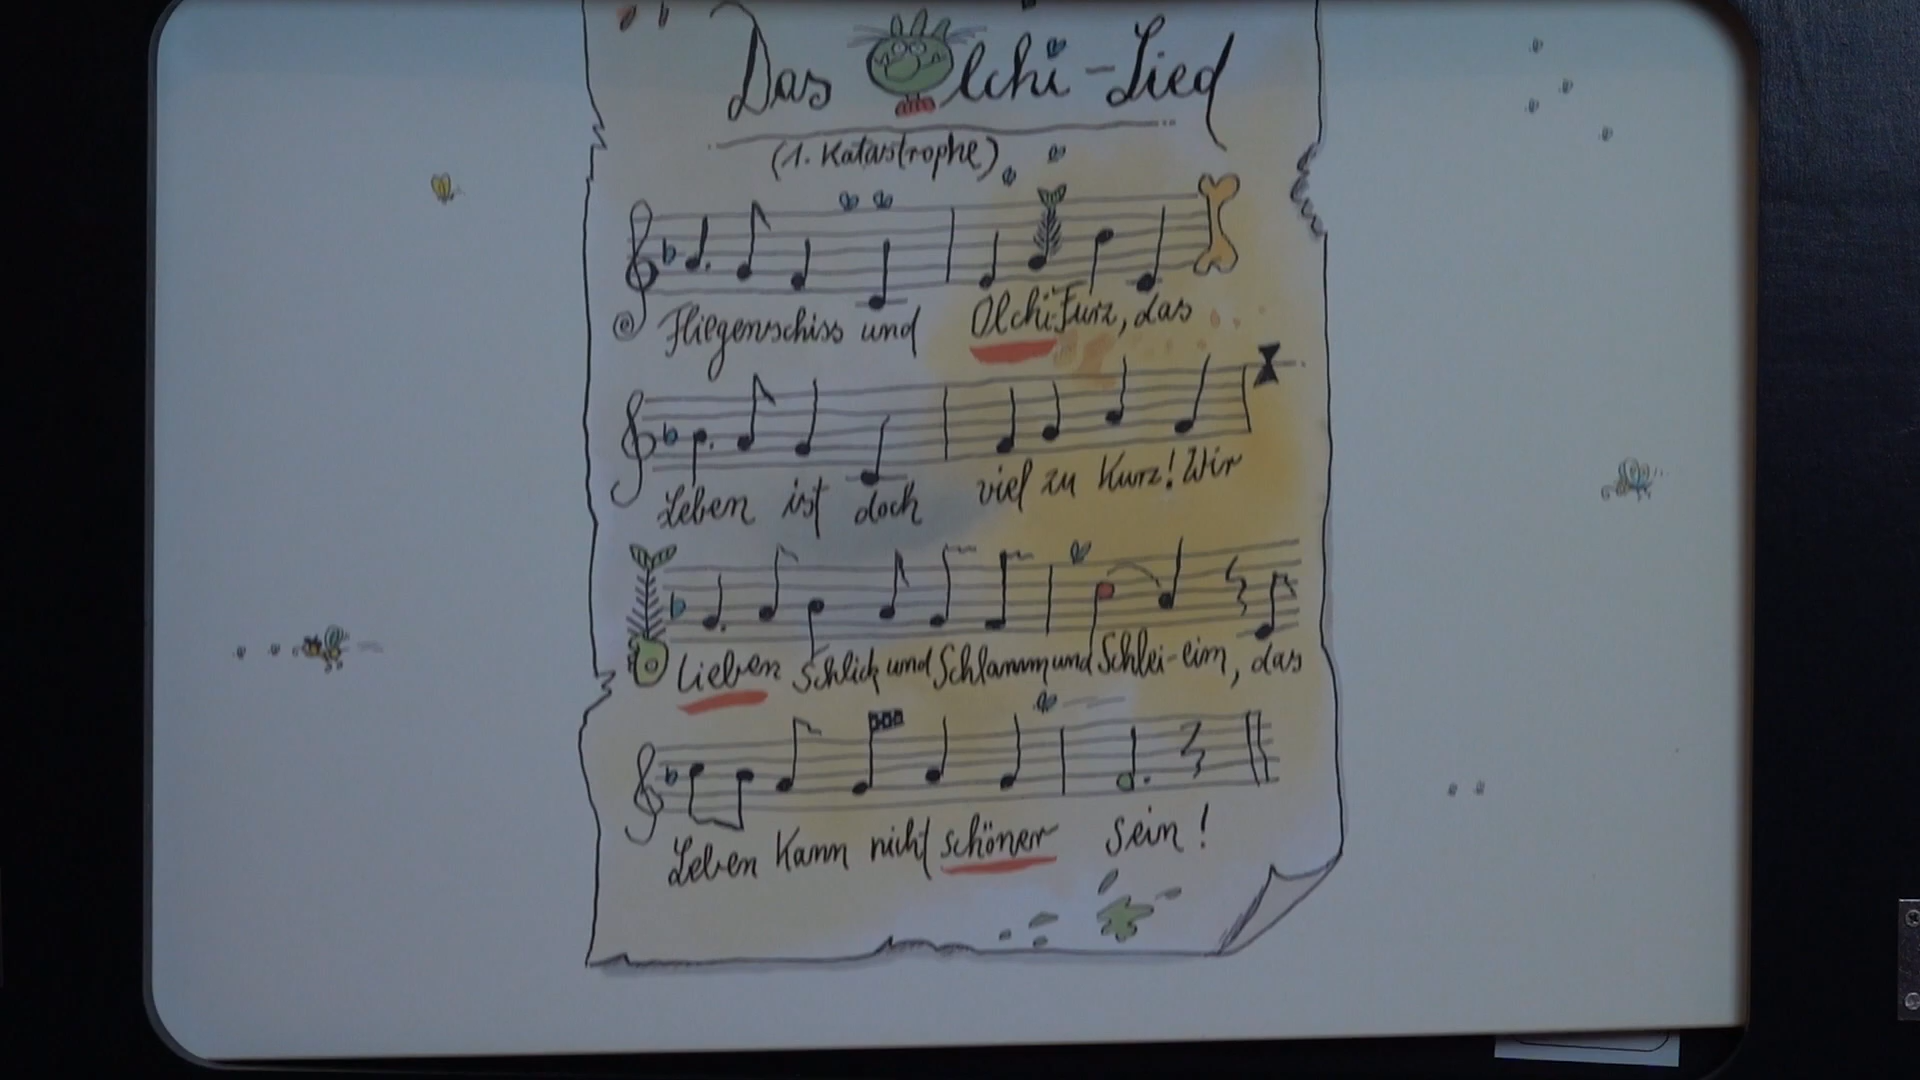 Das Olchi-Lied
(1. Katastrophe)
Fliegenschiss und Olchi-Furz, das
Leben ist doch viel zu kurz! Wir
Lieben Schlick und Schlamm und Schlei-eim, das
Leben kann nicht schöner sein!